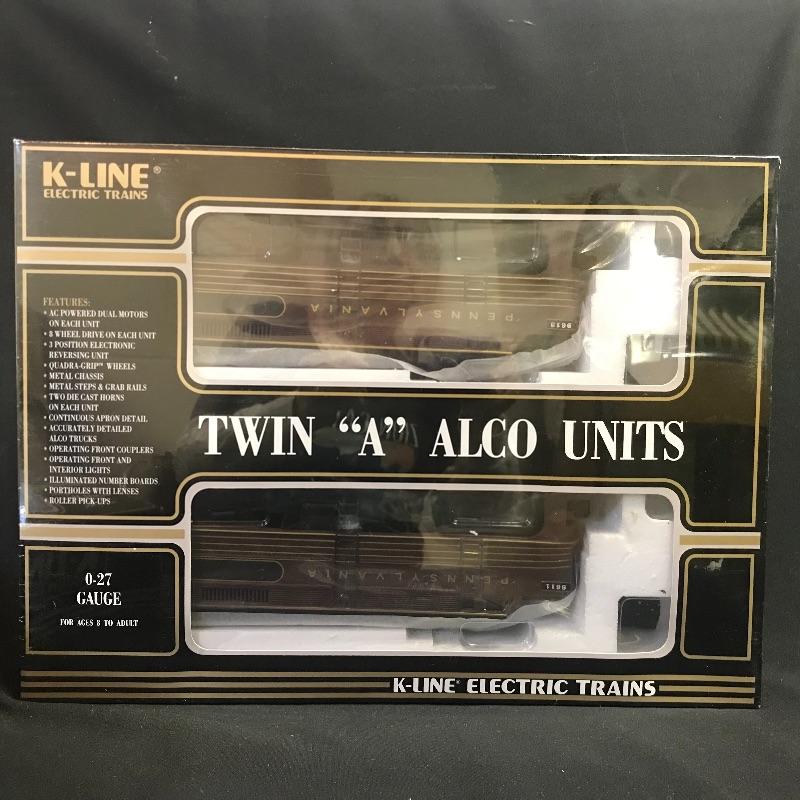 K-LINE®
ELECTRIC TRAINS
FEATURES:
• AC POWERED DUAL MOTORS
ON EACH UNIT
• 8 WHEEL DRIVE ON EACH UNIT
• 3 POSITION ELECTRONIC
REVERSING UNIT
• QUADRA-GRIP™ WHEELS
• METAL CHASSIS
• METAL STEPS & GRAB RAILS
• TWO DIE CAST HORNS
ON EACH UNIT
• CONTINUOUS APRON DETAIL
• ACCURATELY DETAILED
ALCO TRUCKS
• OPERATING FRONT COUPLERS
• OPERATING FRONT AND
INTERIOR LIGHTS
• ILLUMINATED NUMBER BOARDS
• PORTHOLES WITH LENSES
• ROLLER PICK-UPS
PENNSYLVANIA
TWIN "A" ALCO UNITS
PENNSYLVANIA
9611
0-27
GAUGE
FOR AGES 8 TO ADULT
K-LINE® ELECTRIC TRAINS